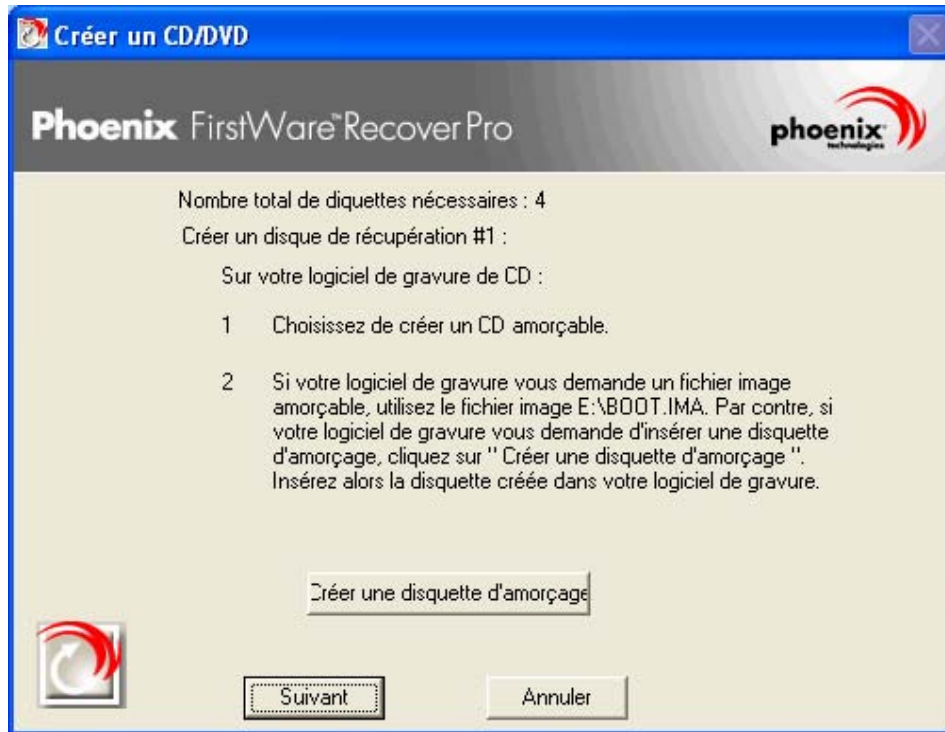 Créer un CD/DVD
Phoenix FirstWare™ Recover Pro
phoenix™
technologies
Nombre total de diquettes nécessaires : 4
Créer un disque de récupération #1 :
Sur votre logiciel de gravure de CD :
1 Choisissez de créer un CD amorçable.
2 Si votre logiciel de gravure vous demande un fichier image
amorçable, utilisez le fichier image E:\BOOT.IMA. Par contre, si
votre logiciel de gravure vous demande d'insérer une disquette
d'amorçage, cliquez sur " Créer une disquette d'amorçage ".
Insérez alors la disquette créée dans votre logiciel de gravure.
Créer une disquette d'amorçage
Suivant Annuler